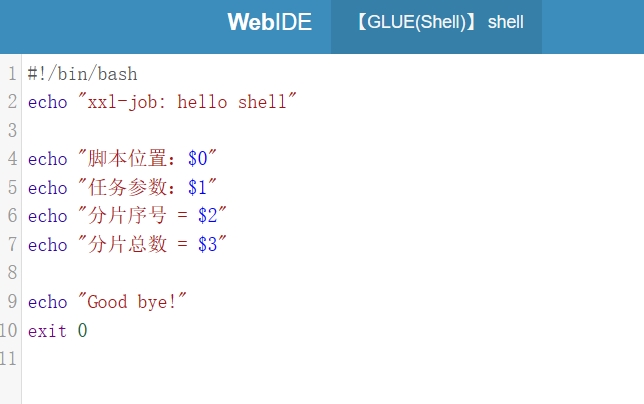 WebIDE 【GLUE(Shell)】 shell
1 #!/bin/bash
2 echo "xxl-job: hello shell"
3
4 echo "脚本位置：$0"
5 echo "任务参数：$1"
6 echo "分片序号 = $2"
7 echo "分片总数 = $3"
8
9 echo "Good bye!"
10 exit 0
11